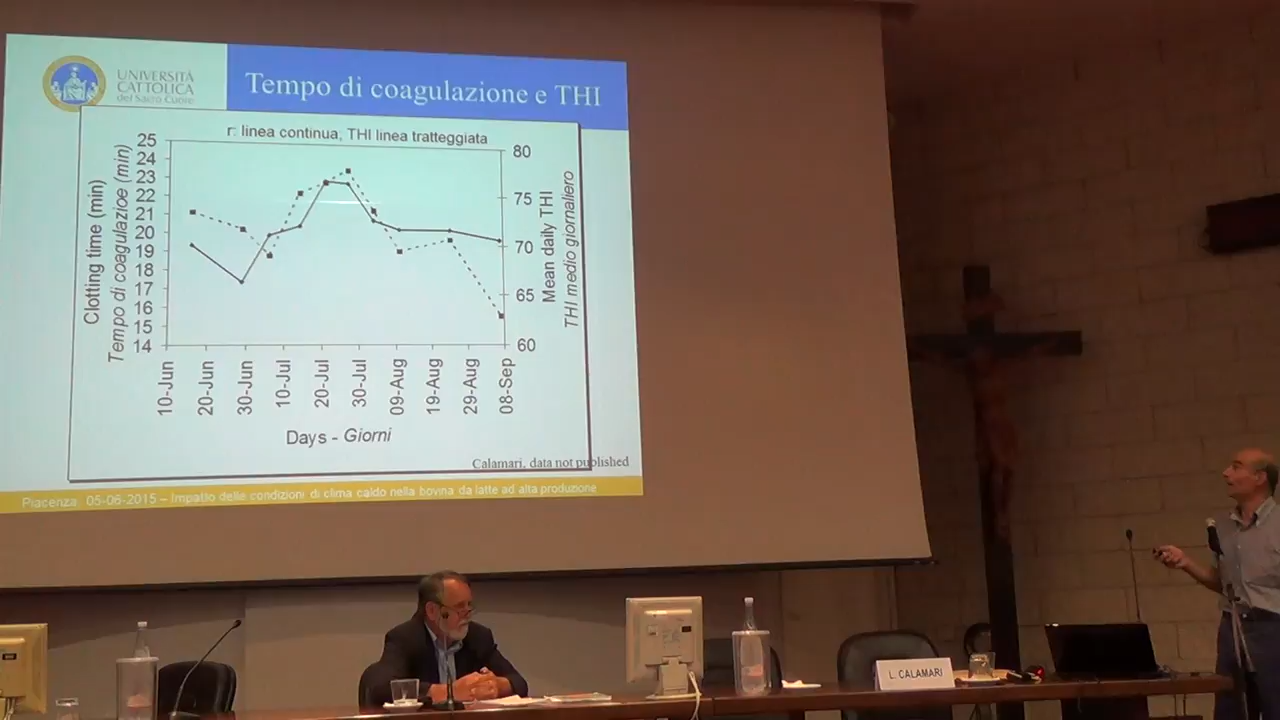 UNIVERSITÀ
CATTOLICA
del Sacro Cuore
Tempo di coagulazione e THI
r: linea continua, THI linea tratteggiata
Clotting time (min)
Tempo di coagulazioe (min)
25
24
23
22
21
20
19
18
17
16
15
14
80
75
70
65
60
Mean daily THI
THI medio giornaliero
10-Jun
20-Jun
30-Jun
10-Jul
20-Jul
30-Jul
09-Aug
19-Aug
29-Aug
08-Sep
Days - Giorni
Calamari, data not published
Piacenza 05-06-2015 – Impatto delle condizioni di clima caldo nella bovina da latte ad alta produzione
L. CALAMARI